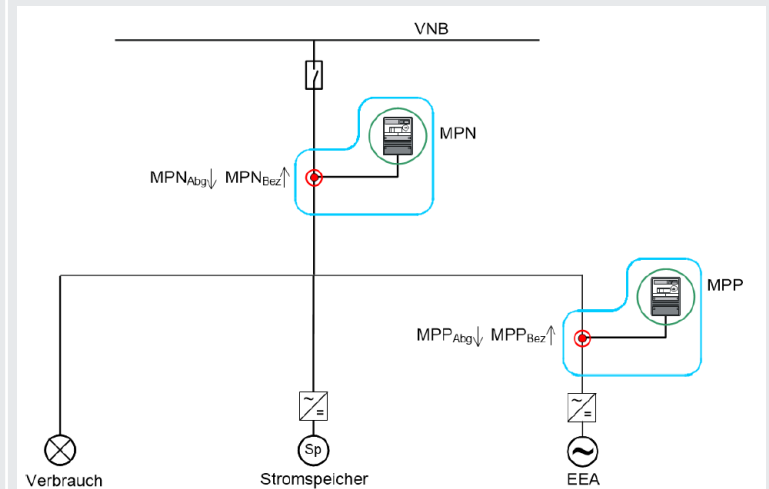 VNB
MPN
MPNAbg↓ MPNBez↑
MPP
MPPAbg↓ MPPBez↑
Sp
Verbrauch
Stromspeicher
EEA